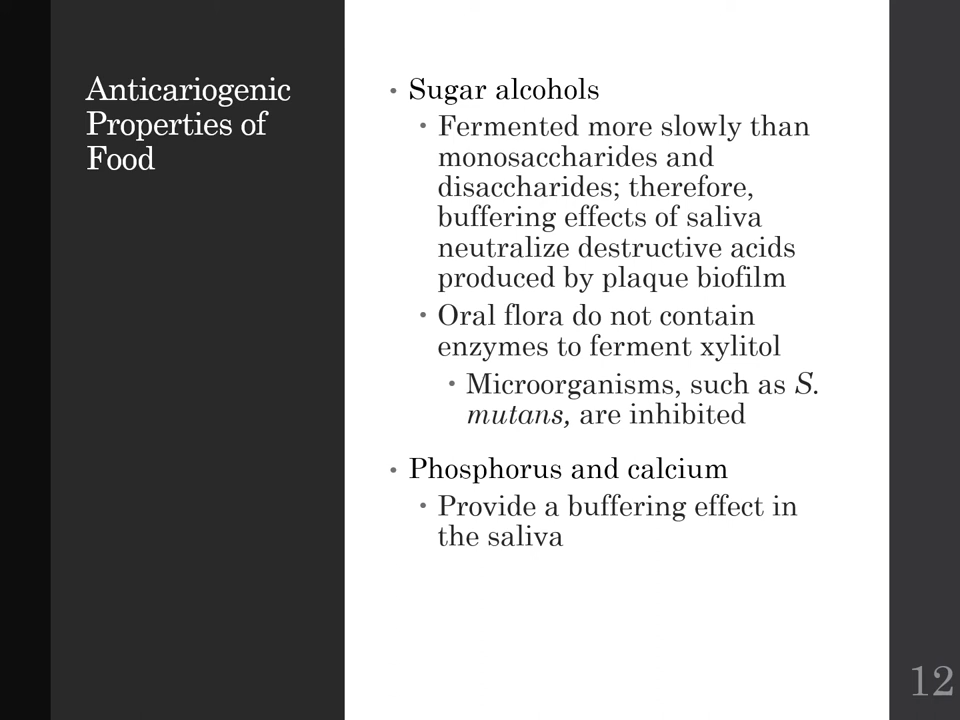 Anticariogenic
Properties of
Food
• Sugar alcohols
• Fermented more slowly than
monosaccharides and
disaccharides; therefore,
buffering effects of saliva
neutralize destructive acids
produced by plaque biofilm
• Oral flora do not contain
enzymes to ferment xylitol
• Microorganisms, such as S.
mutans, are inhibited
• Phosphorus and calcium
• Provide a buffering effect in
the saliva
12